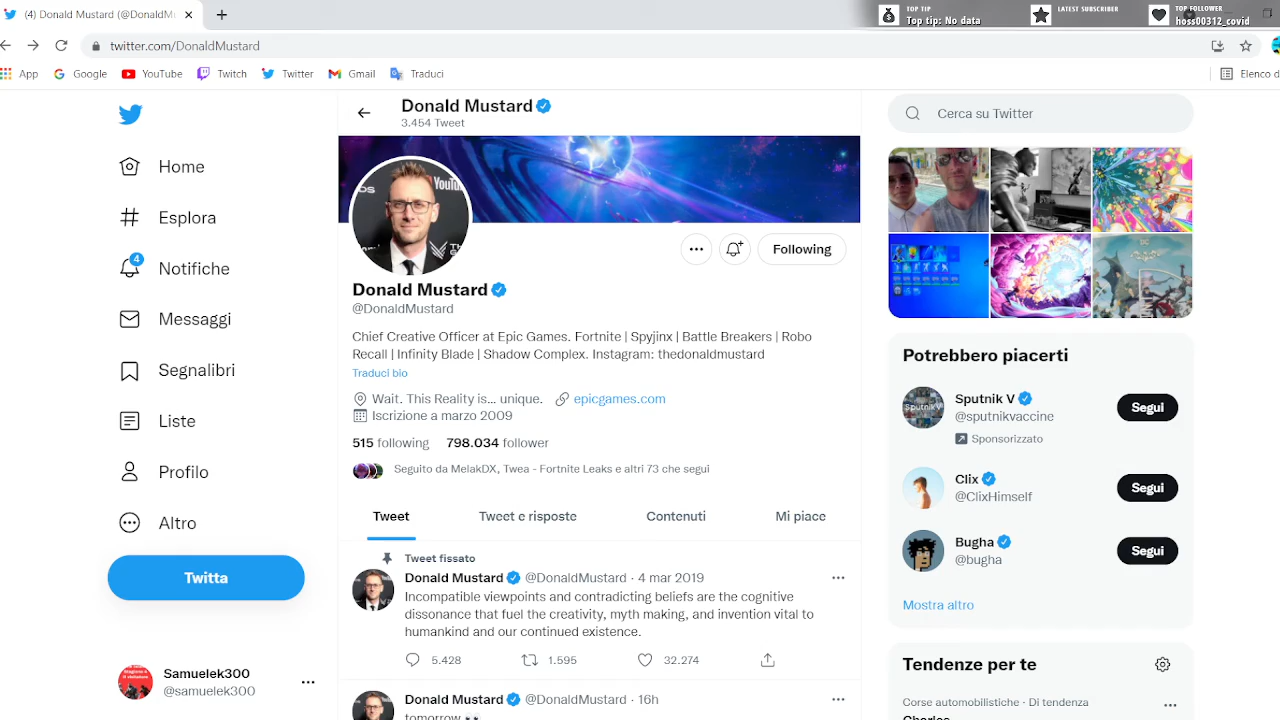 (4) Donald Mustard (@DonaldMu
TOP TIP
Top tip: No data
LATEST SUBSCRIBER
TOP FOLLOWER
hoss00312_covid
twitter.com/DonaldMustard
App
Google
YouTube
Twitch
Twitter
Gmail
Traduci
Elenco d
Home
Esplora
4
Notifiche
Messaggi
Segnalibri
Liste
Profilo
Altro
Twitta
Samuelek300
@samuelek300
Donald Mustard
3.454 Tweet
Following
Donald Mustard
@DonaldMustard
Chief Creative Officer at Epic Games. Fortnite | Spyjinx | Battle Breakers | Robo
Recall | Infinity Blade | Shadow Complex. Instagram: thedonaldmustard
Traduci bio
Wait. This Reality is... unique. epicgames.com
Iscrizione a marzo 2009
515 following 798.034 follower
Seguito da MelakDX, Twea - Fortnite Leaks e altri 73 che segui
Tweet
Tweet e risposte
Contenuti
Mi piace
Tweet fissato
Donald Mustard @DonaldMustard · 4 mar 2019
Incompatible viewpoints and contradicting beliefs are the cognitive
dissonance that fuel the creativity, myth making, and invention vital to
humankind and our continued existence.
5.428 1.595 32.274
Donald Mustard @DonaldMustard · 16h
tomorrow 👀
Cerca su Twitter
Potrebbero piacerti
Sputnik V
@sputnikvaccine
Sponsorizzato
Segui
Clix
@ClixHimself
Segui
Bugha
@bugha
Segui
Mostra altro
Tendenze per te
Corse automobilistiche · Di tendenza
Charles